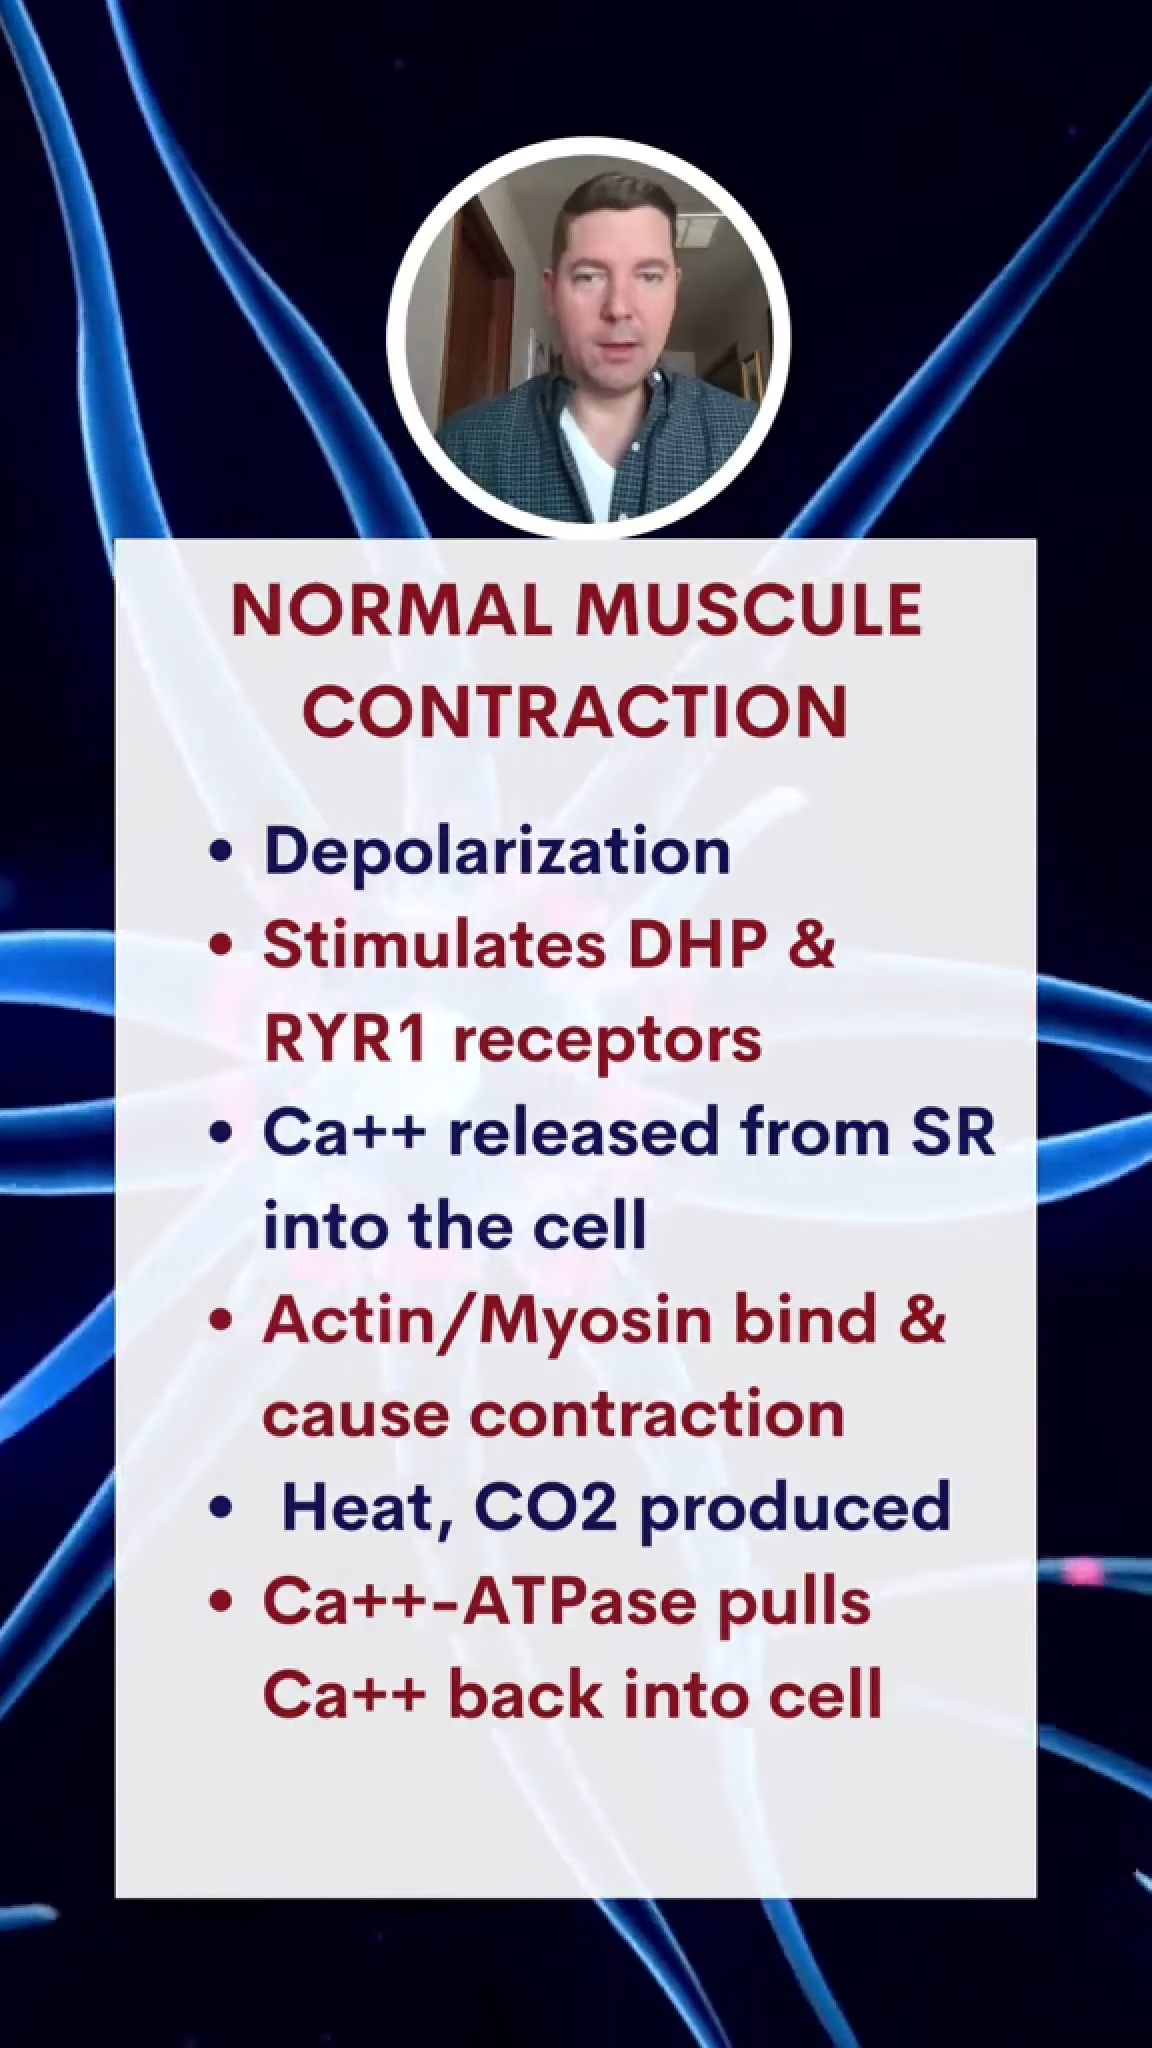 NORMAL MUSCULE
CONTRACTION
• Depolarization
• Stimulates DHP &
RYR1 receptors
• Ca++ released from SR
into the cell
• Actin/Myosin bind &
cause contraction
• Heat, CO2 produced
• Ca++-ATPase pulls
Ca++ back into cell